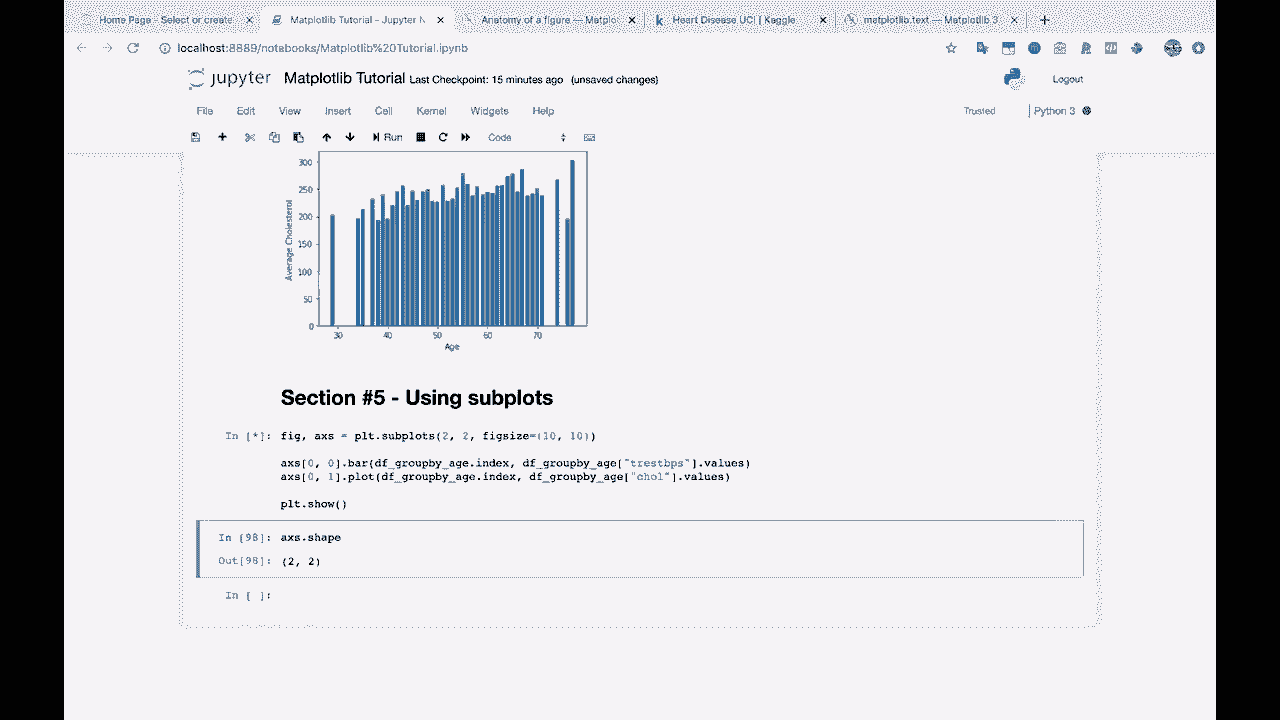 Home Page - Select or create
Matplotlib Tutorial - Jupyter N
Anatomy of a figure — Matplo
Heart Disease UCI | Kaggle
matplotlib.text — Matplotlib 3
localhost:8889/notebooks/Matplotlib%20Tutorial.ipynb
jupyter Matplotlib Tutorial Last Checkpoint: 15 minutes ago (unsaved changes) Logout
File Edit View Insert Cell Kernel Widgets Help Trusted Python 3
Run Code
300
250
200
150
100
50
0
Average Cholesterol
30 40 50 60 70
Age
Section #5 - Using subplots
In [*]: fig, axs = plt.subplots(2, 2, figsize=(10, 10))
axs[0, 0].bar(df_groupby_age.index, df_groupby_age["trestbps"].values)
axs[0, 1].plot(df_groupby_age.index, df_groupby_age["chol"].values)
plt.show()
In [98]: axs.shape
Out[98]: (2, 2)
In [ ]: